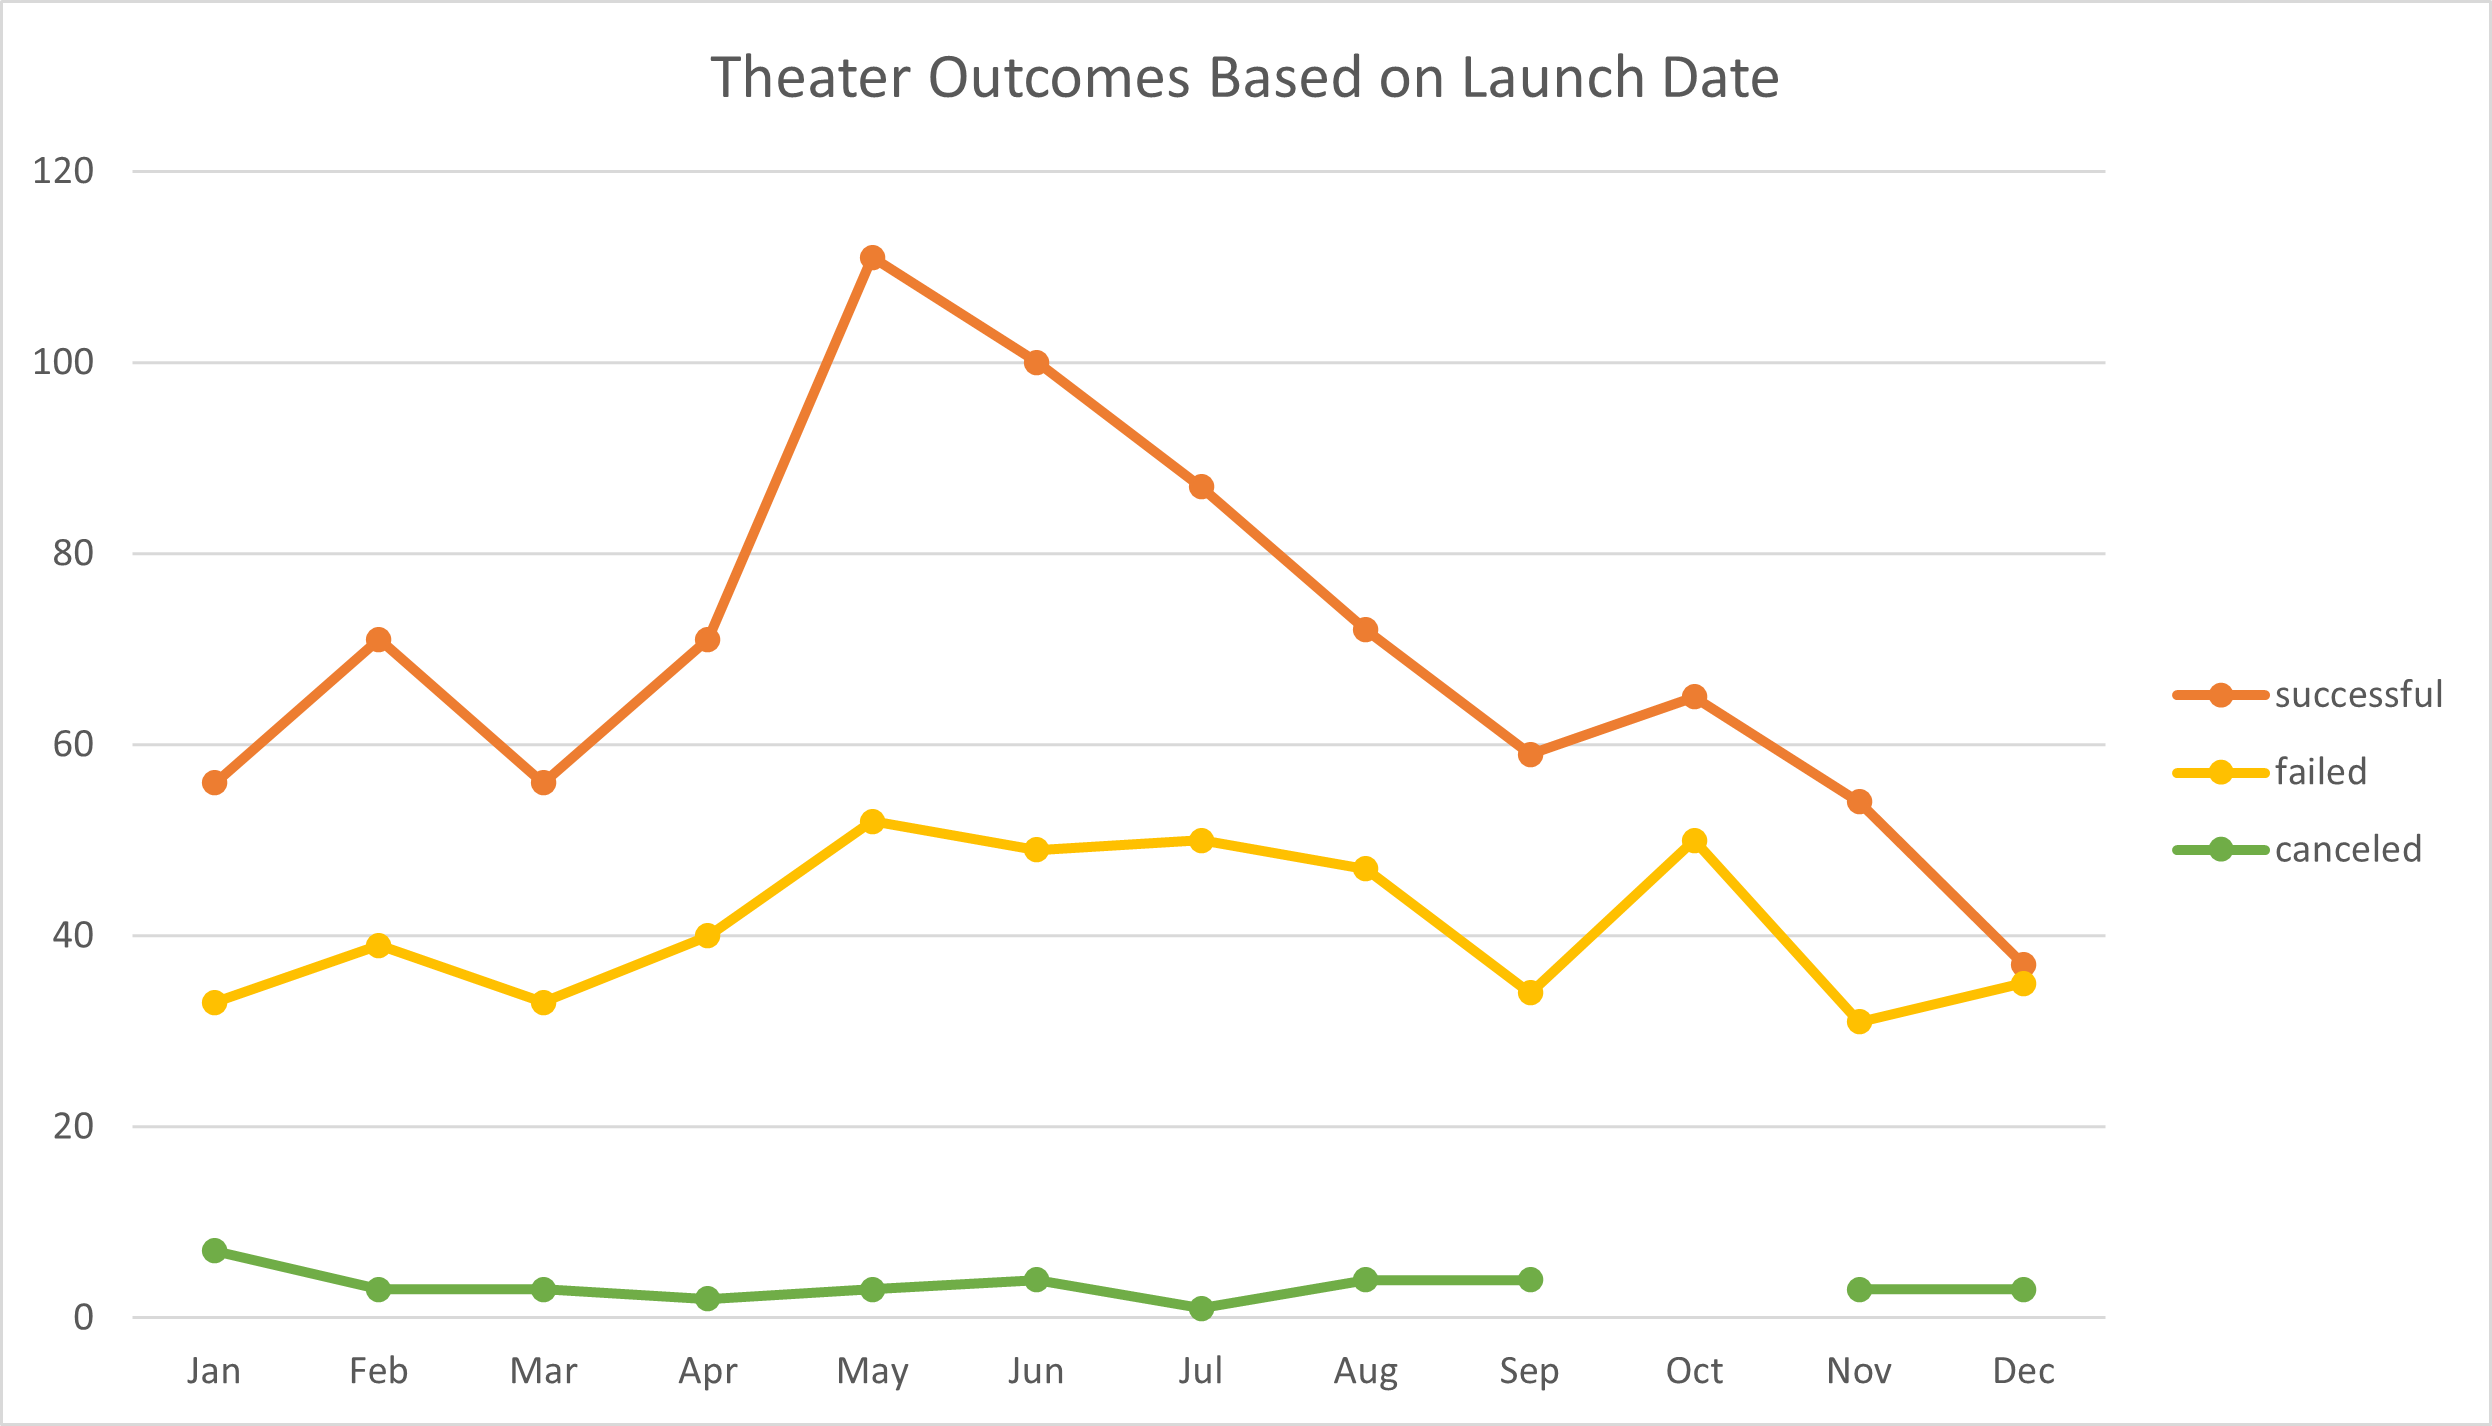 Theater Outcomes Based on Launch Date
120
100
80
60
40
20
0
Jan Feb Mar Apr May Jun Jul Aug Sep Oct Nov Dec
successful
failed
canceled